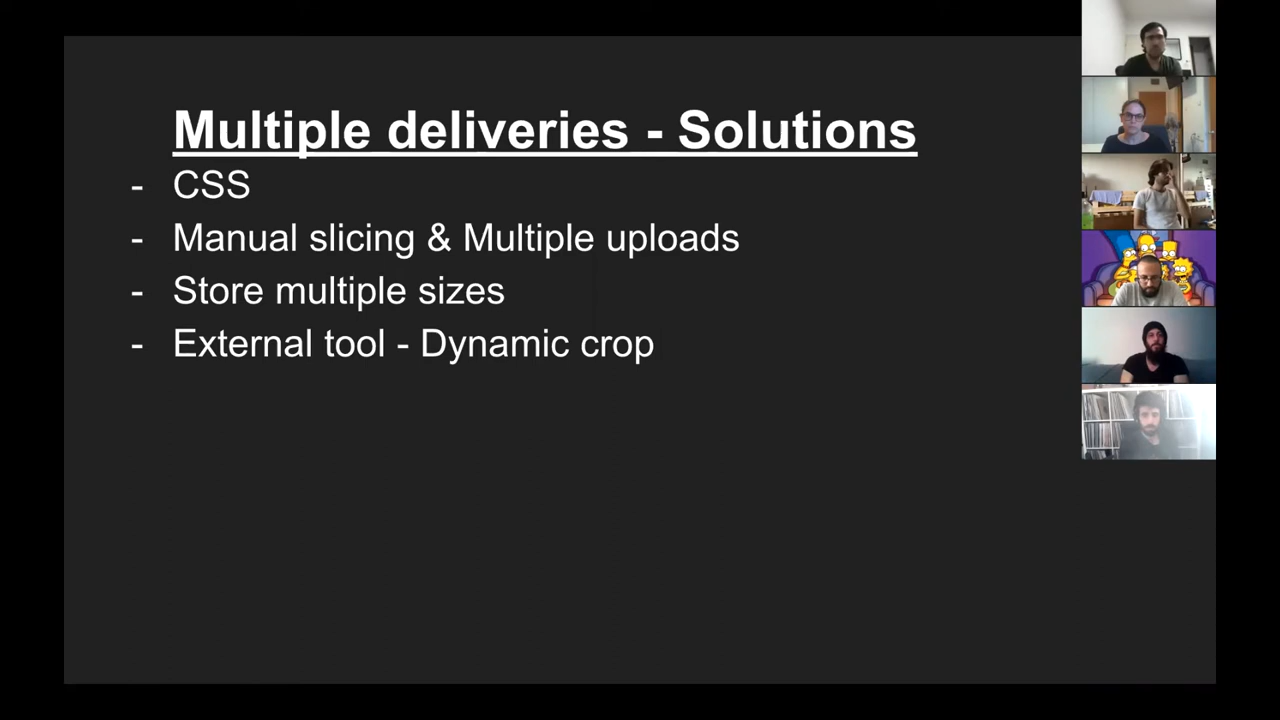 Multiple deliveries - Solutions
- CSS
- Manual slicing & Multiple uploads
- Store multiple sizes
- External tool - Dynamic crop